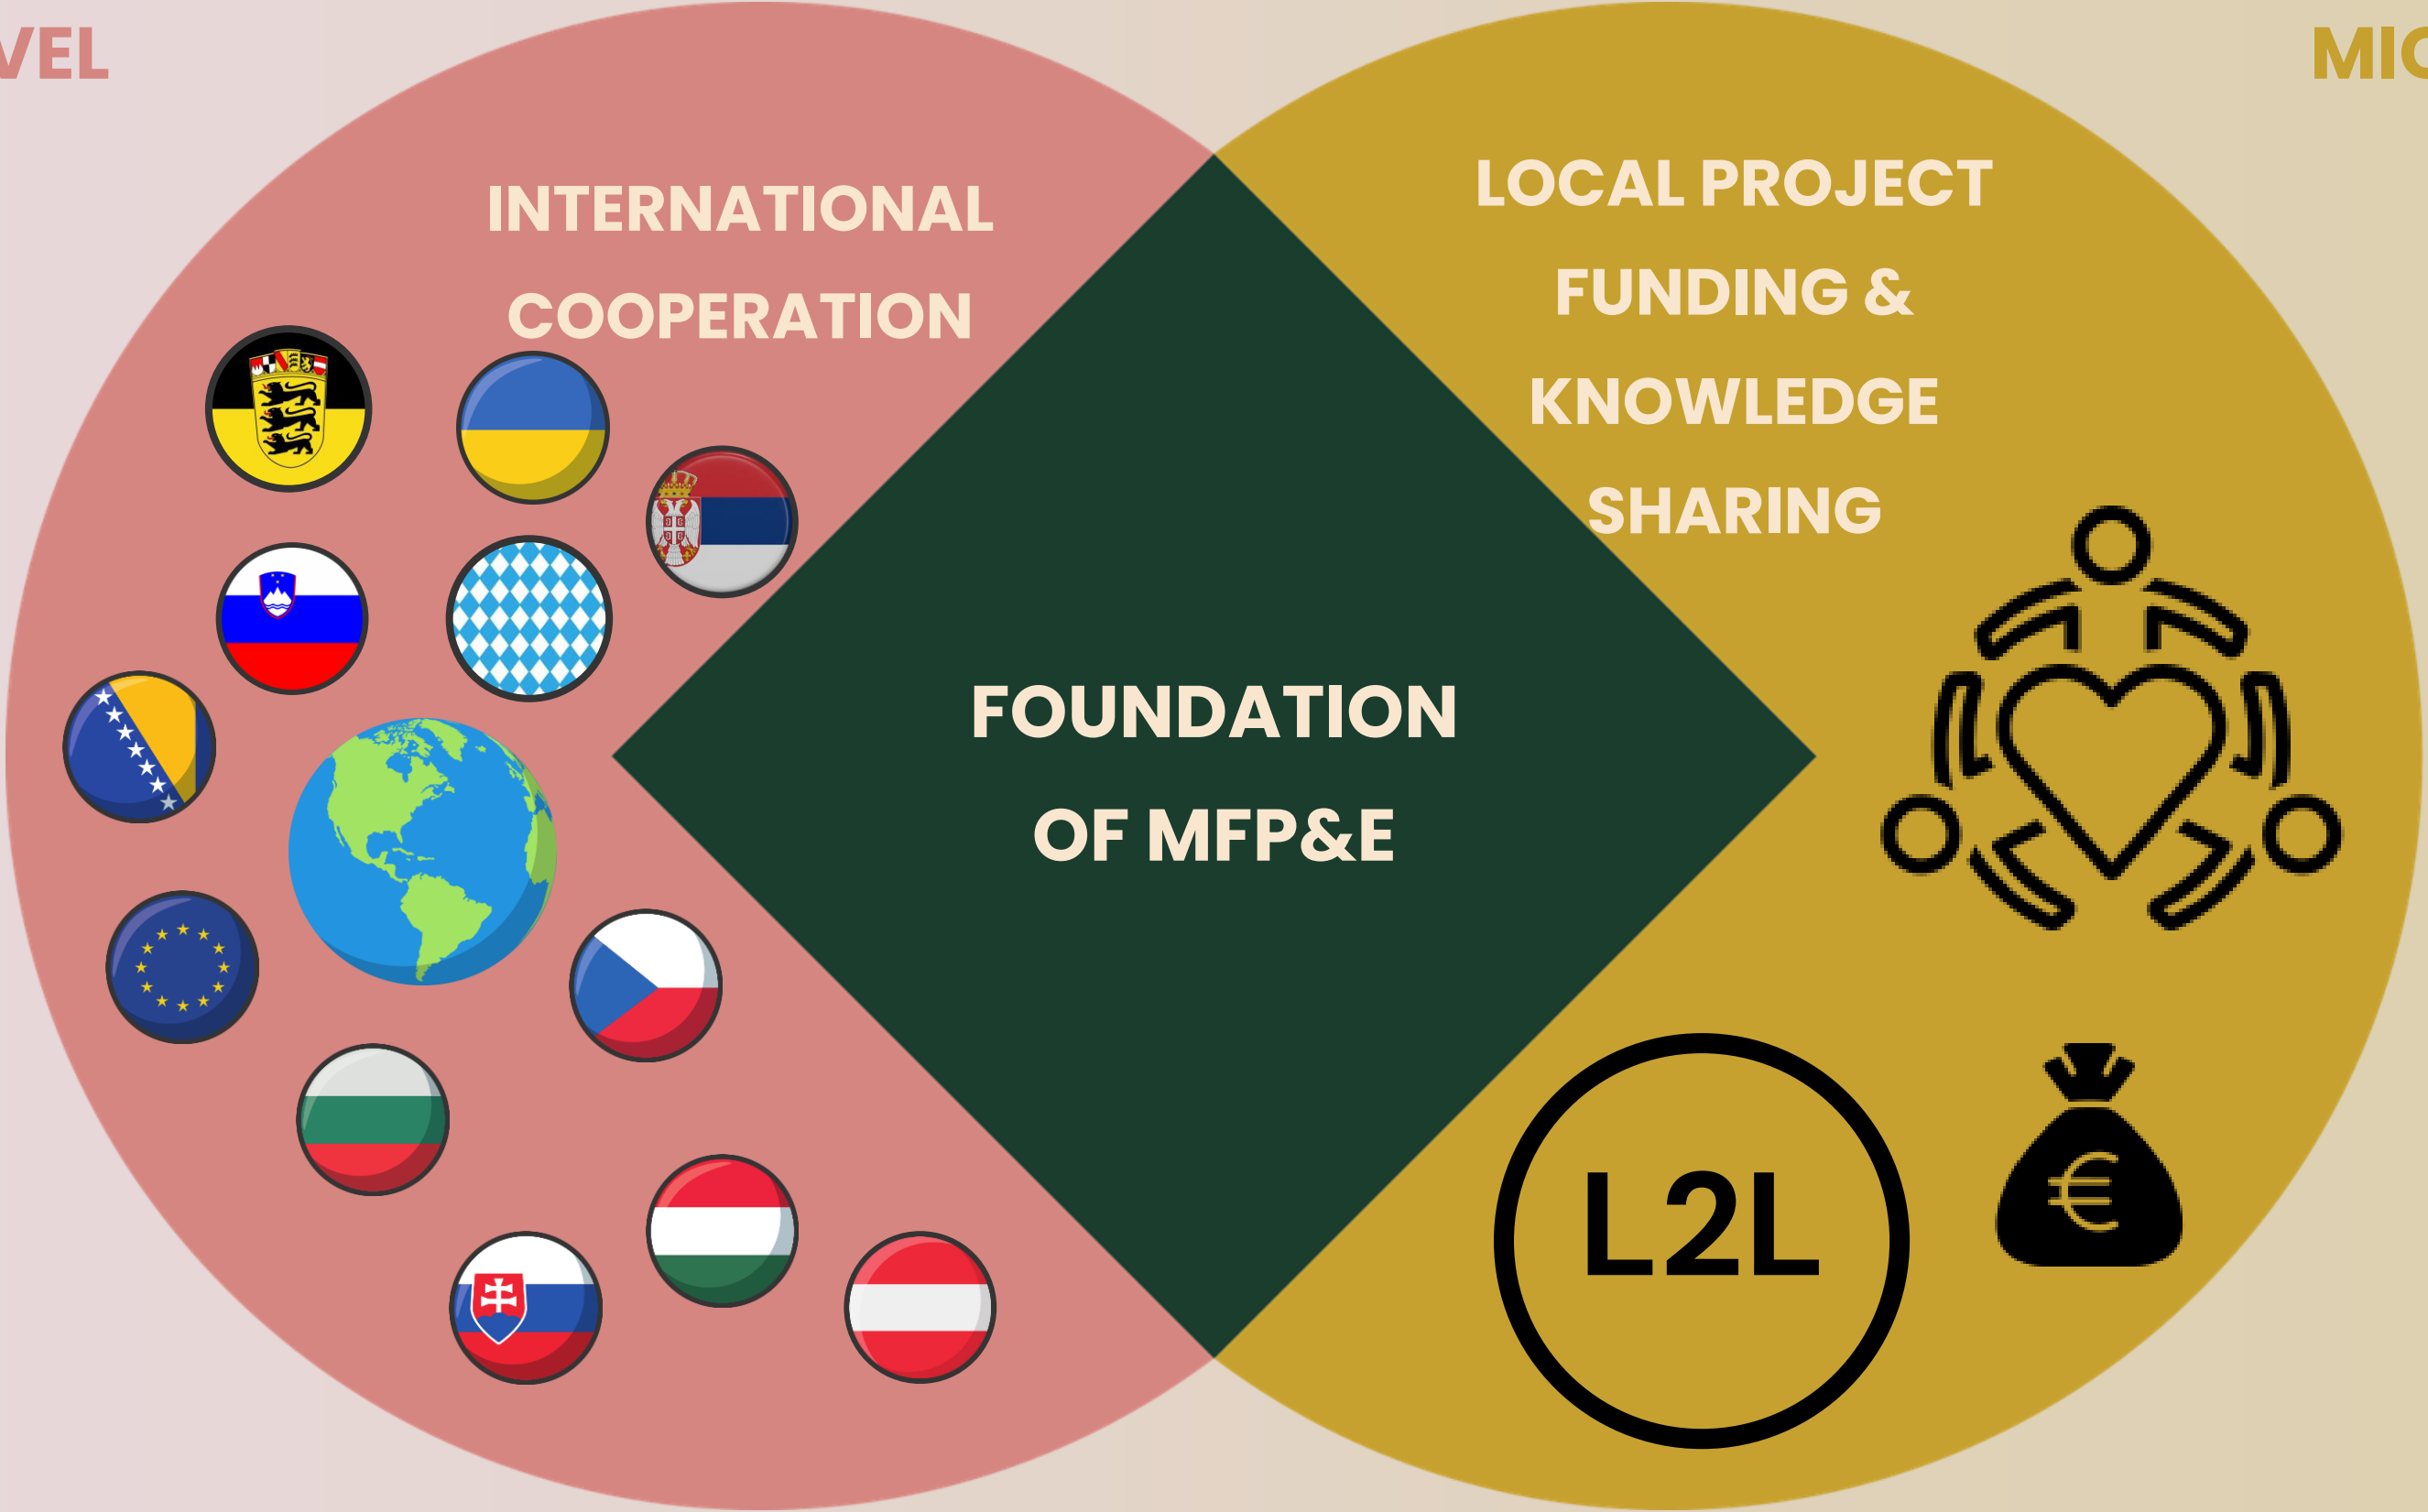 VEL
MIC
INTERNATIONAL
COOPERATION
LOCAL PROJECT
FUNDING &
KNOWLEDGE
SHARING
FOUNDATION
OF MFP&E
L2L
€